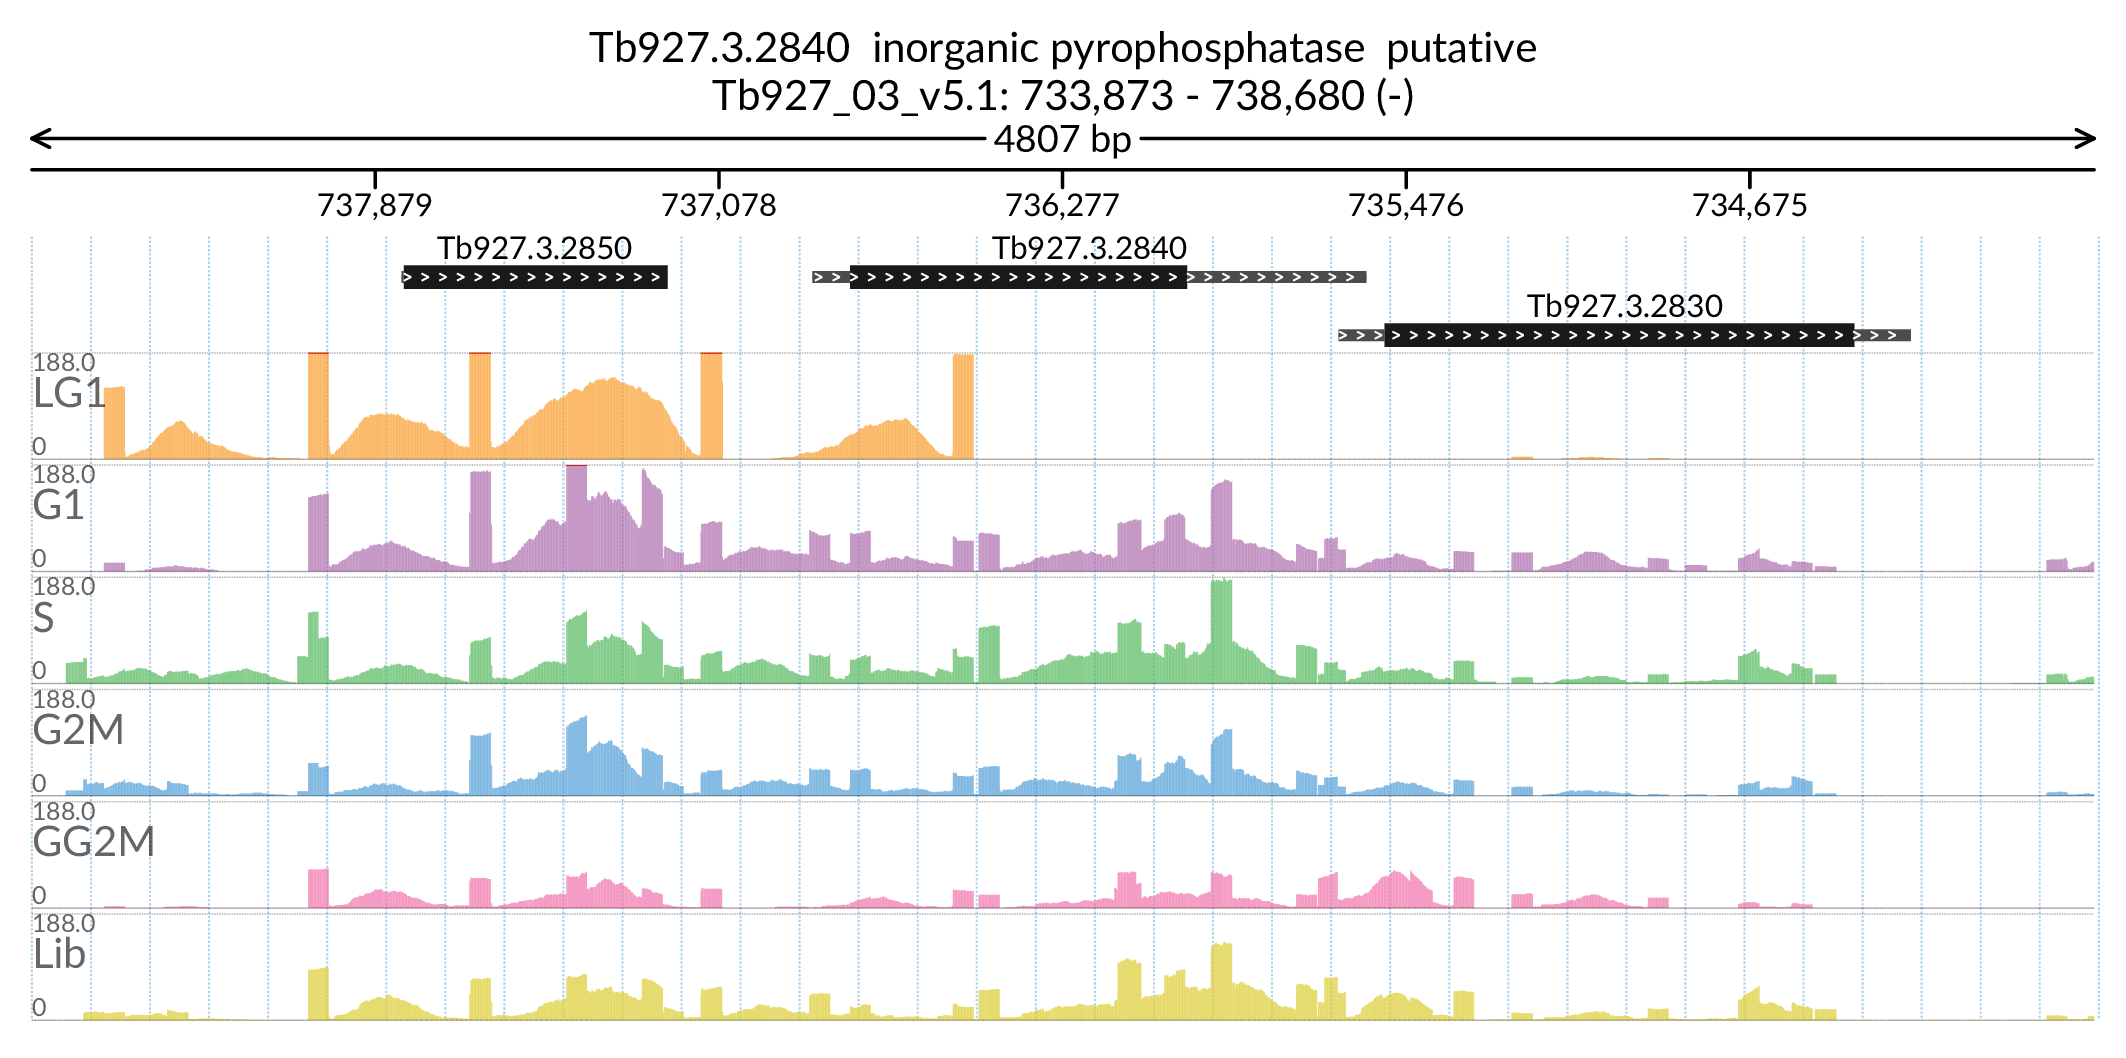 Tb927.3.2840 inorganic pyrophosphatase putative
Tb927_03_v5.1: 733,873 - 738,680 (-)
4807 bp
737,879 737,078 736,277 735,476 734,675
Tb927.3.2850 Tb927.3.2840
Tb927.3.2830
188.0
LG1
0
188.0
G1
0
188.0
S
0
188.0
G2M
0
188.0
GG2M
0
188.0
Lib
0